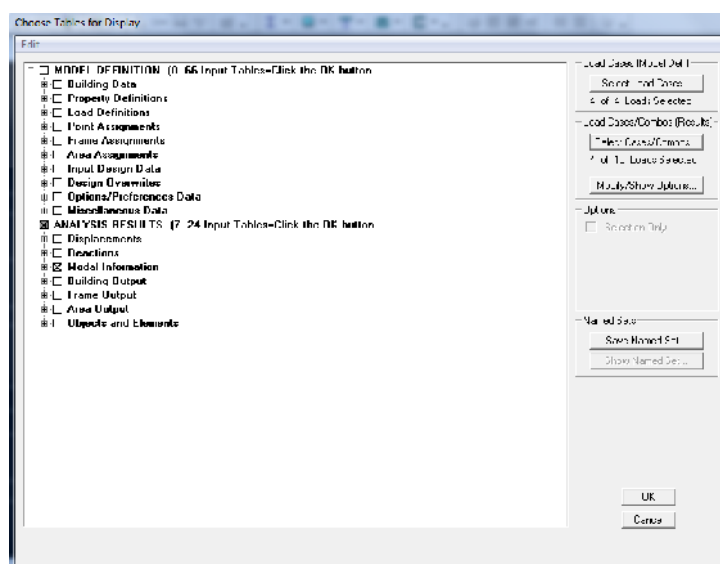 Choose Tables for Display
Edit
MODEL DEFINITION (0 66 Input Tables=Click the OK button
Building Data
Property Definitions
Load Definitions
Point Assignments
Frame Assignments
Area Assignments
Input Design Data
Design Overwrites
Options/Preferences Data
Miscellaneous Data
ANALYSIS RESULTS (7 24 Input Tables=Click the OK button
Displacements
Reactions
Modal Information
Building Output
Frame Output
Area Output
Objects and Elements
Load Cases (Model Def.)
Select Load Cases...
4 of 4 Loads Selected
Load Cases/Combos (Results)
Select Cases/Combos...
of Loads Selected
Modify/Show Options...
Options
Selection Only
Named Sets
Save Named Set...
Show Named Set...
OK
Cancel